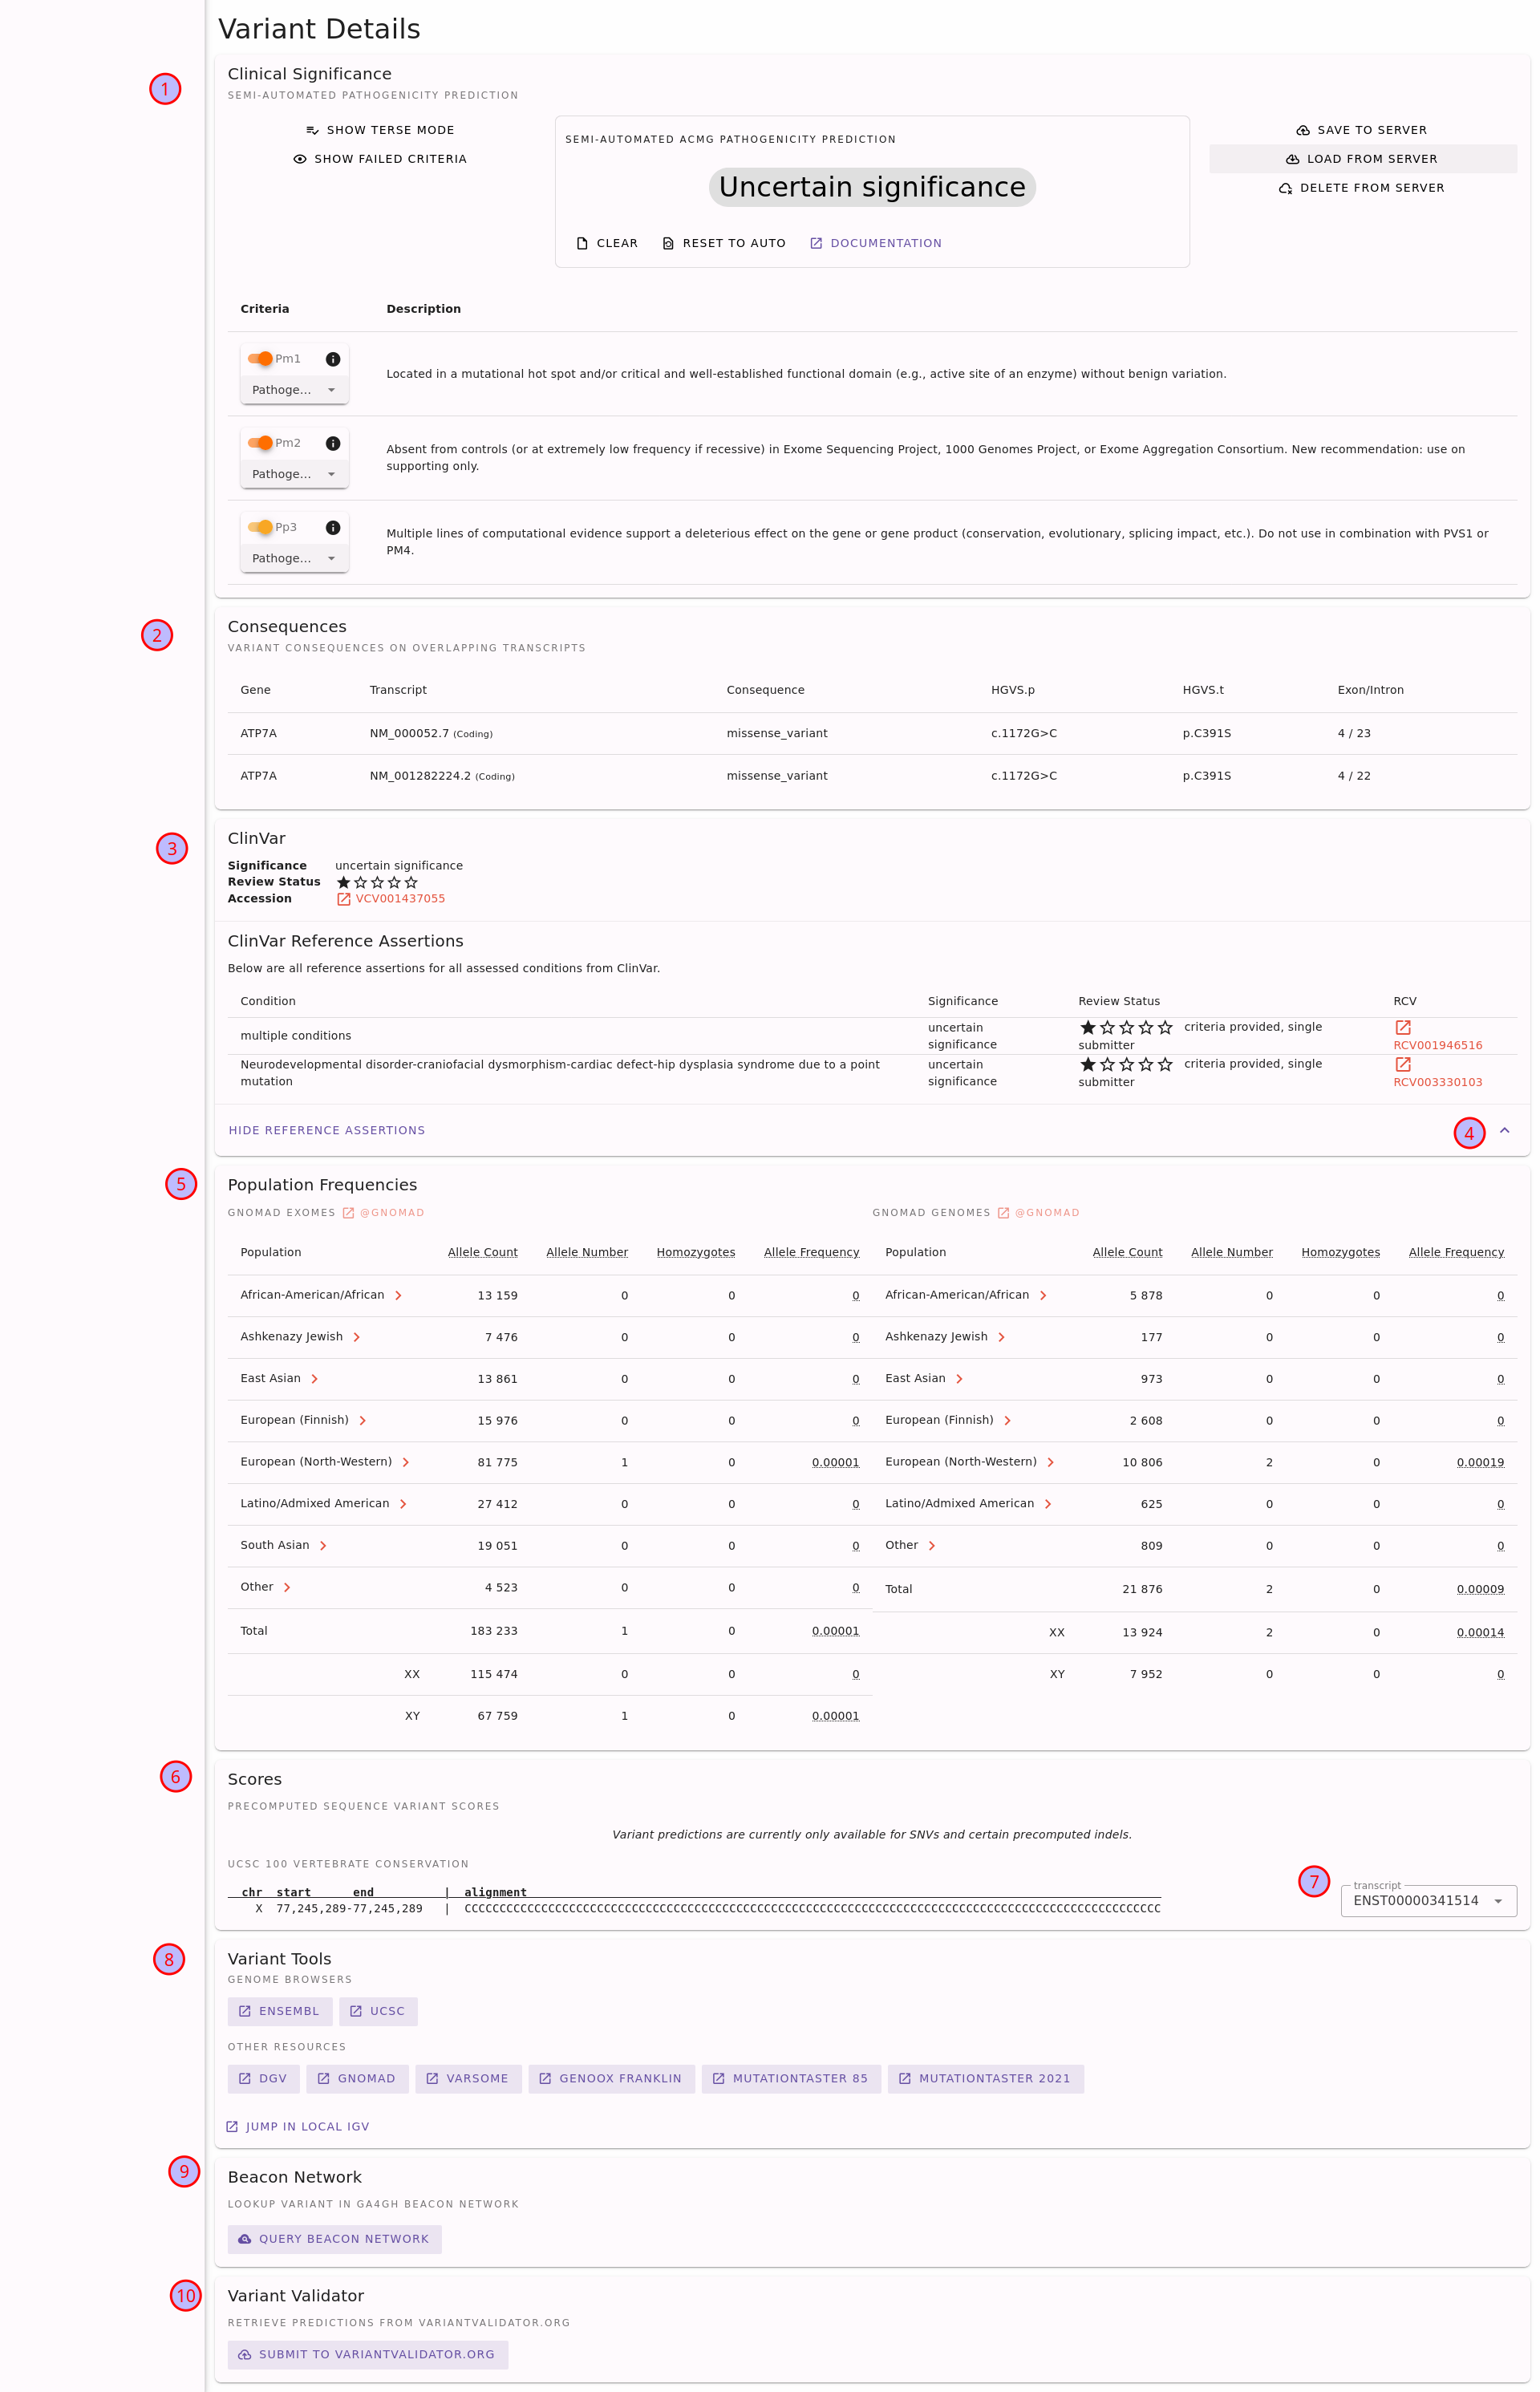 Variant Details
1
Clinical Significance
SEMI-AUTOMATED PATHOGENICITY PREDICTION
SHOW TERSE MODE
SHOW FAILED CRITERIA
SEMI-AUTOMATED ACMG PATHOGENICITY PREDICTION
Uncertain significance
CLEAR RESET TO AUTO DOCUMENTATION
SAVE TO SERVER
LOAD FROM SERVER
DELETE FROM SERVER
Criteria Description
Pm1
Pathoge...
Located in a mutational hot spot and/or critical and well-established functional domain (e.g., active site of an enzyme) without benign variation.
Pm2
Pathoge...
Absent from controls (or at extremely low frequency if recessive) in Exome Sequencing Project, 1000 Genomes Project, or Exome Aggregation Consortium. New recommendation: use on
supporting only.
Pp3
Pathoge...
Multiple lines of computational evidence support a deleterious effect on the gene or gene product (conservation, evolutionary, splicing impact, etc.). Do not use in combination with PVS1 or
PM4.
2
Consequences
VARIANT CONSEQUENCES ON OVERLAPPING TRANSCRIPTS
Gene Transcript Consequence HGVS.p HGVS.t Exon/Intron
ATP7A NM_000052.7 (Coding) missense_variant c.1172G>C p.C391S 4 / 23
ATP7A NM_001282224.2 (Coding) missense_variant c.1172G>C p.C391S 4 / 22
3
ClinVar
Significance uncertain significance
Review Status
Accession VCV001437055
ClinVar Reference Assertions
Below are all reference assertions for all assessed conditions from ClinVar.
Condition Significance Review Status RCV
multiple conditions uncertain significance criteria provided, single submitter RCV001946516
Neurodevelopmental disorder-craniofacial dysmorphism-cardiac defect-hip dysplasia syndrome due to a point mutation uncertain significance criteria provided, single submitter RCV003330103
HIDE REFERENCE ASSERTIONS 4
5
Population Frequencies
GNOMAD EXOMES @GNOMAD
Population Allele Count Allele Number Homozygotes Allele Frequency
African-American/African 13 159 0 0 0
Ashkenazy Jewish 7 476 0 0 0
East Asian 13 861 0 0 0
European (Finnish) 15 976 0 0 0
European (North-Western) 81 775 1 0 0.00001
Latino/Admixed American 27 412 0 0 0
South Asian 19 051 0 0 0
Other 4 523 0 0 0
Total 183 233 1 0 0.00001
XX 115 474 0 0 0
XY 67 759 1 0 0.00001
GNOMAD GENOMES @GNOMAD
Population Allele Count Allele Number Homozygotes Allele Frequency
African-American/African 5 878 0 0 0
Ashkenazy Jewish 177 0 0 0
East Asian 973 0 0 0
European (Finnish) 2 608 0 0 0
European (North-Western) 10 806 2 0 0.00019
Latino/Admixed American 625 0 0 0
Other 809 0 0 0
Total 21 876 2 0 0.00009
XX 13 924 2 0 0.00014
XY 7 952 0 0 0
6
Scores
PRECOMPUTED SEQUENCE VARIANT SCORES
Variant predictions are currently only available for SNVs and certain precomputed indels.
UCSC 100 VERTEBRATE CONSERVATION
7
transcript
ENST00000341514
chr start end | alignment
X 77,245,289-77,245,289 | CCCCCCCCCCCCCCCCCCCCCCCCCCCCCCCCCCCCCCCCCCCCCCCCCCCCCCCCCCCCCCCCCCCCCCCCCCCCCCCCCCCCCCCCCCCCCCCCCCCC
8
Variant Tools
GENOME BROWSERS
ENSEMBL UCSC
OTHER RESOURCES
DGV GNOMAD VARSOME GENOOX FRANKLIN MUTATIONTASTER 85 MUTATIONTASTER 2021
JUMP IN LOCAL IGV
9
Beacon Network
LOOKUP VARIANT IN GA4GH BEACON NETWORK
QUERY BEACON NETWORK
10
Variant Validator
RETRIEVE PREDICTIONS FROM VARIANTVALIDATOR.ORG
SUBMIT TO VARIANTVALIDATOR.ORG